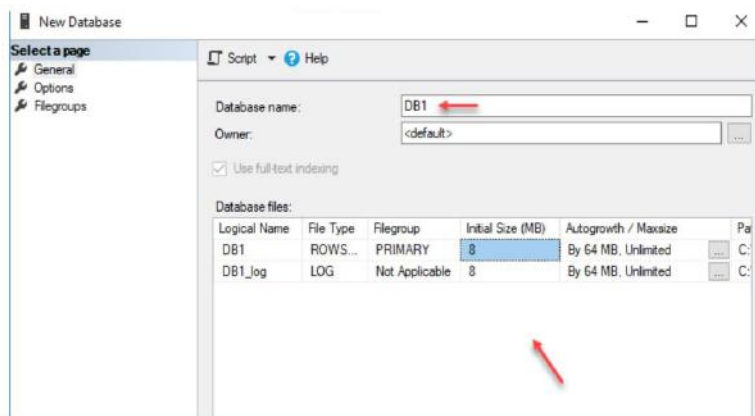 New Database
Select a page
General
Options
Filegroups
Script Help
Database name: DB1
Owner: <default> ...
Use full-text indexing
Database files:
Logical Name File Type Filegroup Initial Size (MB) Autogrowth / Maxsize Pa
DB1 ROWS... PRIMARY 8 By 64 MB, Unlimited ... C:
DB1_log LOG Not Applicable 8 By 64 MB, Unlimited ... C: